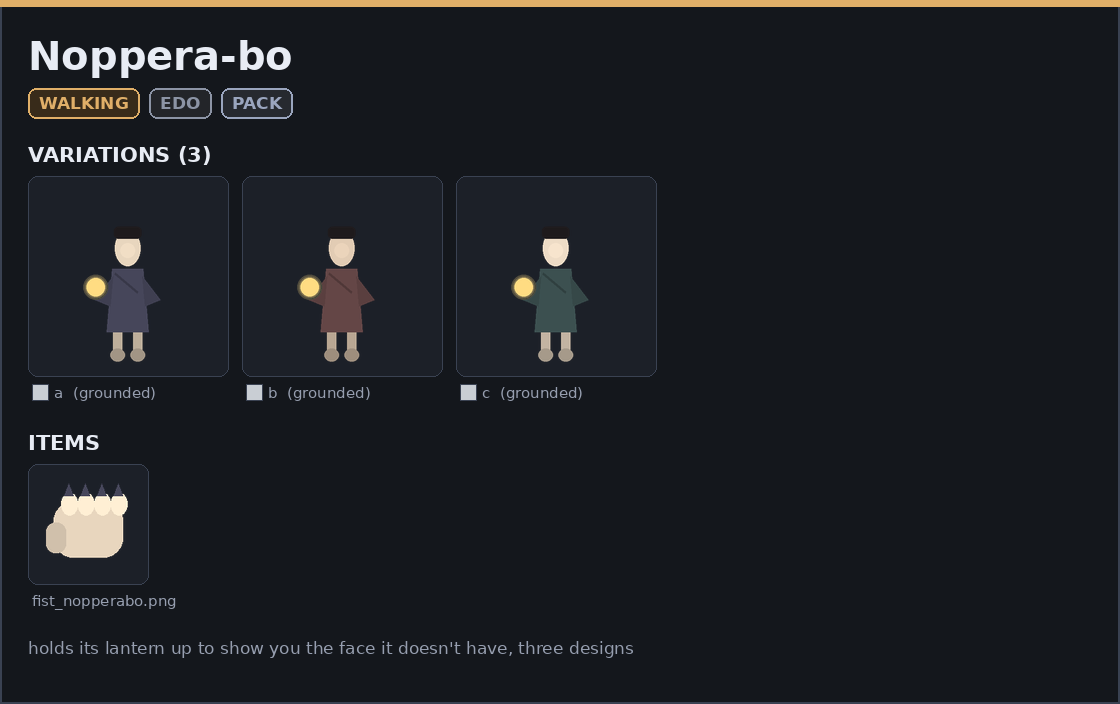 Noppera-bo
WALKING EDO PACK
VARIATIONS (3)
a (grounded) b (grounded) c (grounded)
ITEMS
fist_nopperabo.png
holds its lantern up to show you the face it doesn't have, three designs